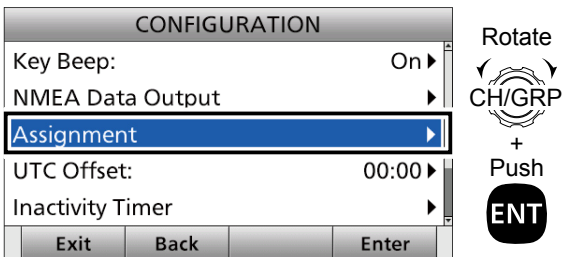 CONFIGURATION
Key Beep: On
NMEA Data Output
Assignment
UTC Offset: 00:00
Inactivity Timer
Exit Back Enter
Rotate
CH/GRP
+
Push
ENT